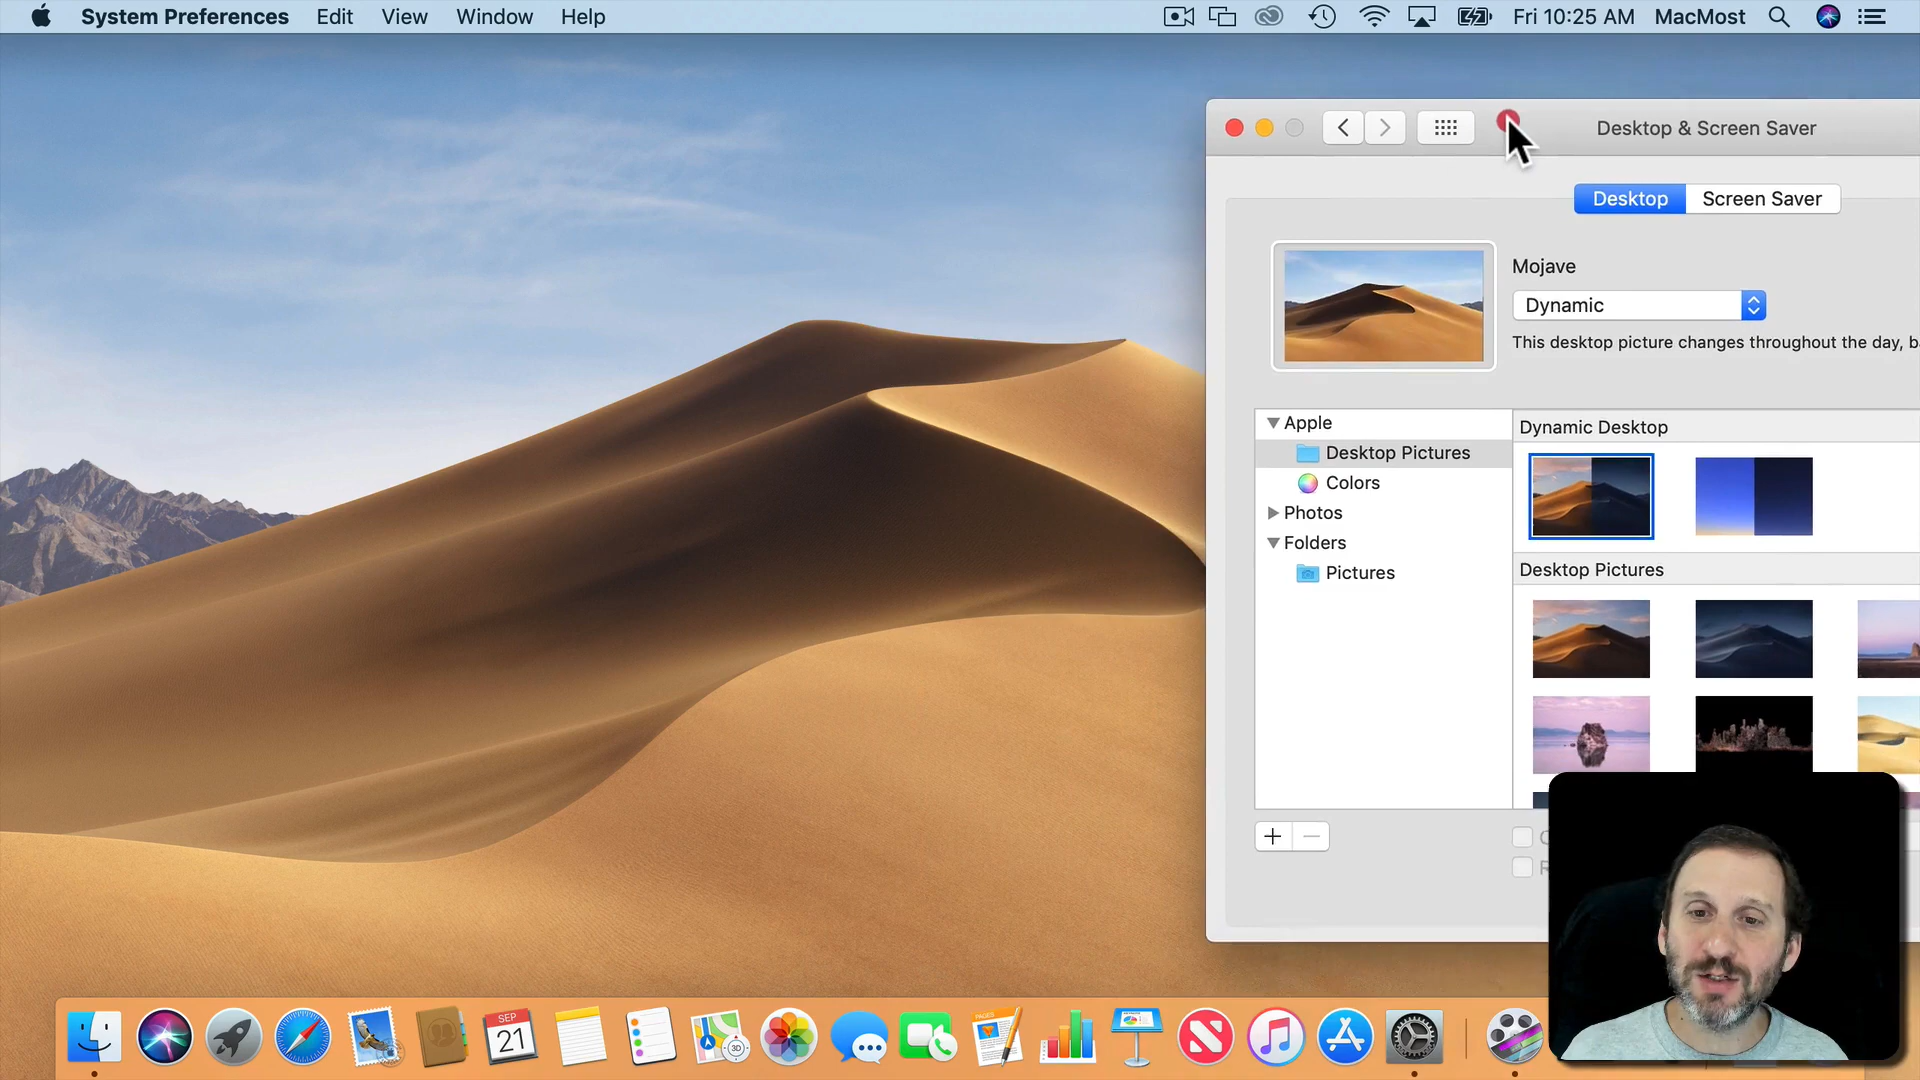 System Preferences Edit View Window Help Fri 10:25 AM MacMost
Desktop & Screen Saver
Desktop Screen Saver
Mojave
Dynamic
This desktop picture changes throughout the day,
Apple
Desktop Pictures
Colors
Photos
Folders
Pictures
Dynamic Desktop
Desktop Pictures
SEP
21
3D
PAGES